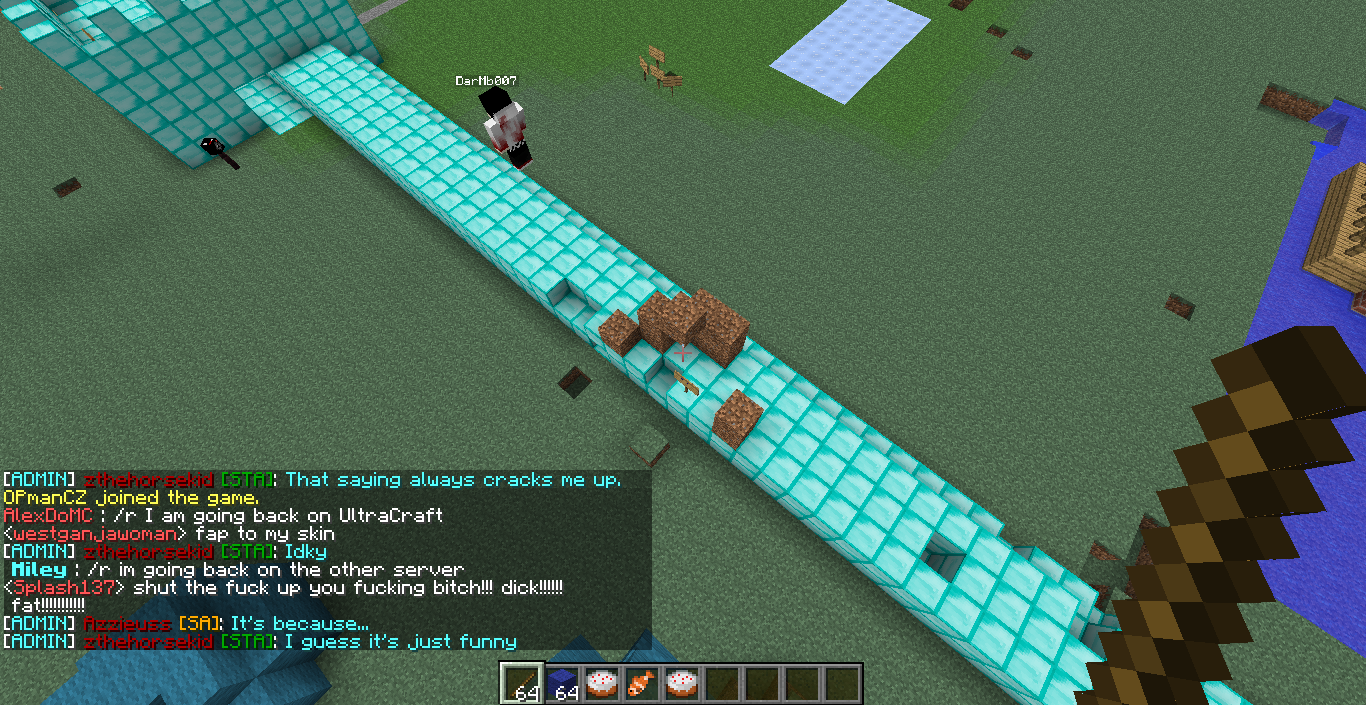 DarMb007
[ADMIN] zthehorsekid [STA]: That saying always cracks me up.
OPmanCZ joined the game.
AlexDoMC : /r I am going back on UltraCraft
<westganjawoman> fap to my skin
[ADMIN] zthehorsekid [STA]: Idky
Miley : /r im going back on the other server
<Splash137> shut the fuck up you fucking bitch!!! dick!!!!!!
fat!!!!!!!!!!
[ADMIN] Azzieuss [SA]: It's because...
[ADMIN] zthehorsekid [STA]: I guess it's just funny
64 64